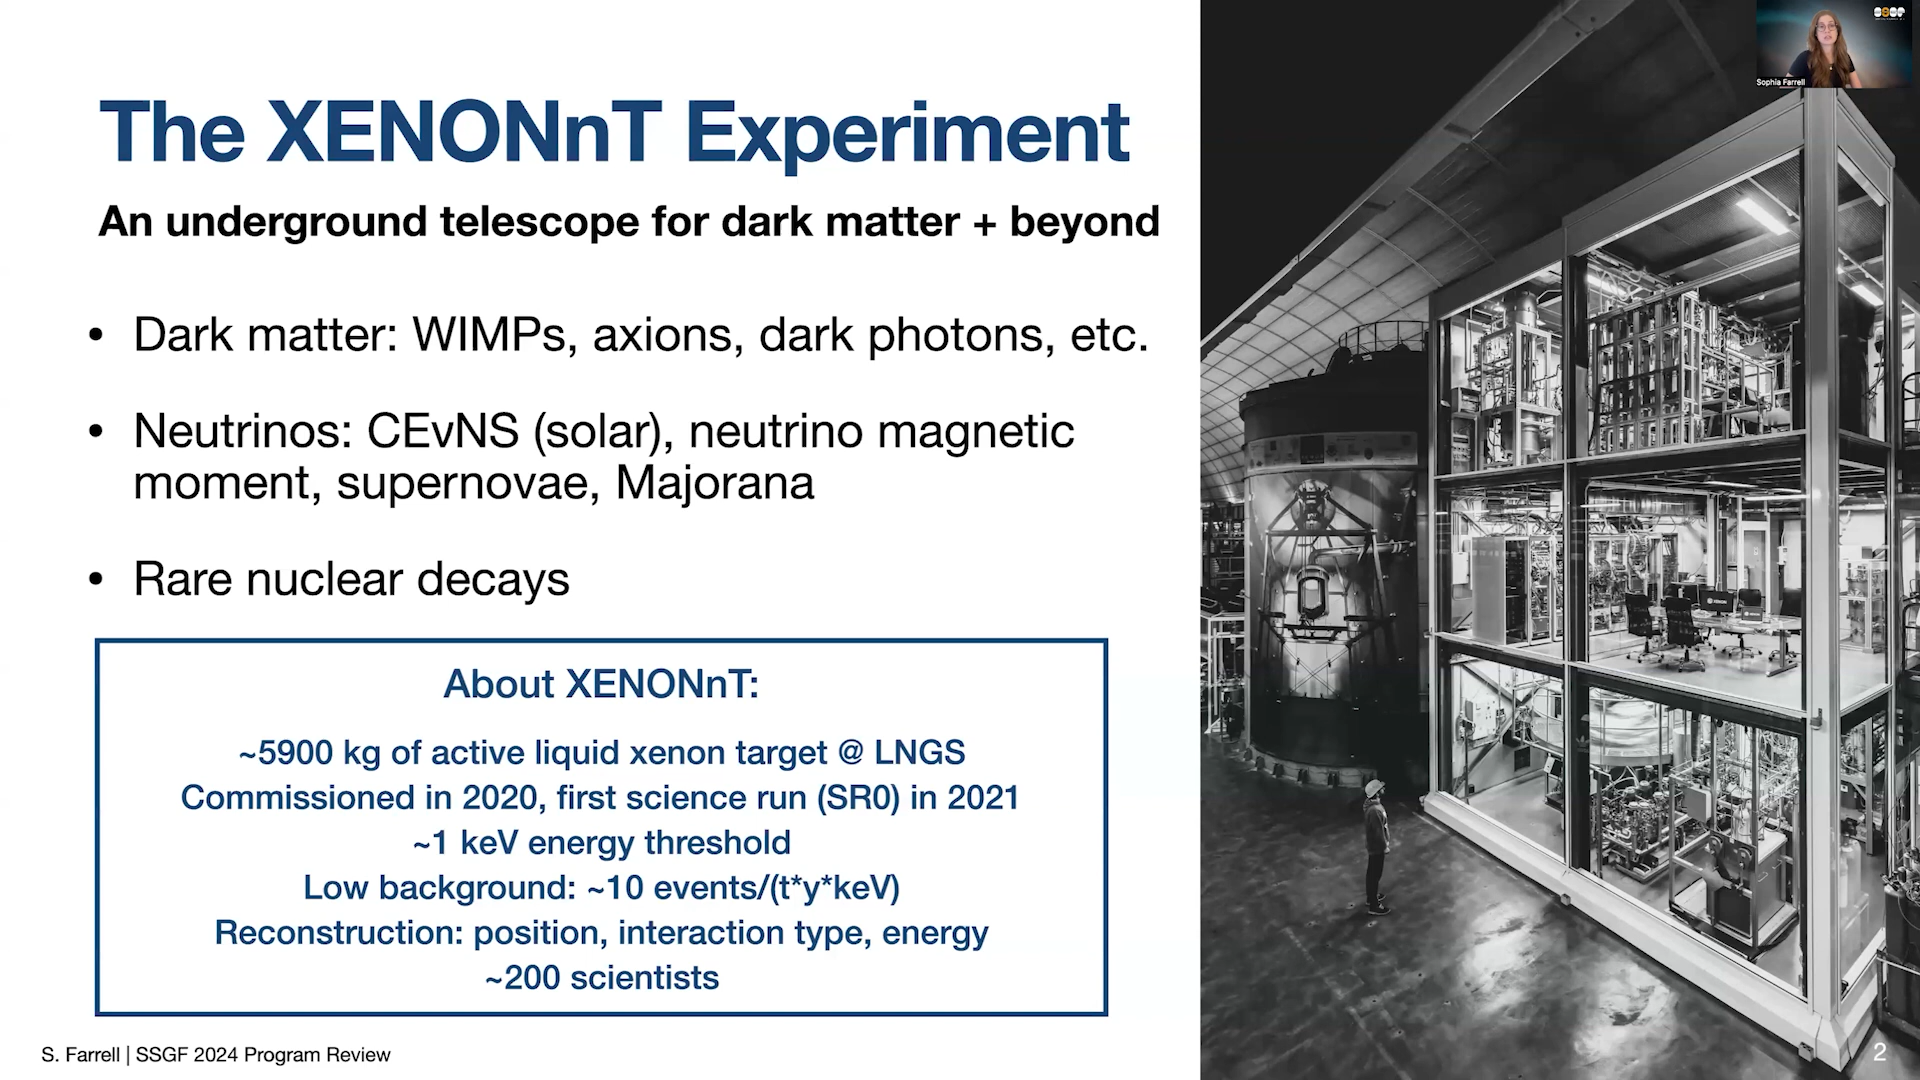 Sophia Farrell
The XENONnT Experiment
An underground telescope for dark matter + beyond
• Dark matter: WIMPs, axions, dark photons, etc.
• Neutrinos: CEvNS (solar), neutrino magnetic
moment, supernovae, Majorana
• Rare nuclear decays
About XENONnT:
~5900 kg of active liquid xenon target @ LNGS
Commissioned in 2020, first science run (SR0) in 2021
~1 keV energy threshold
Low background: ~10 events/(t*y*keV)
Reconstruction: position, interaction type, energy
~200 scientists
S. Farrell | SSGF 2024 Program Review
2